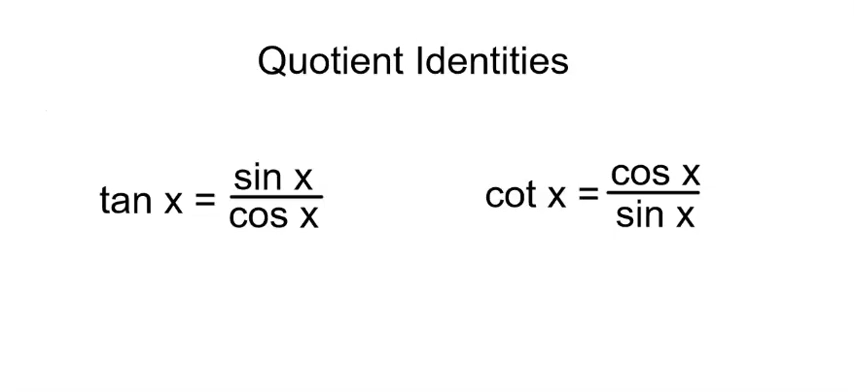 Quotient Identities
tan x = sin x / cos x
cot x = cos x / sin x